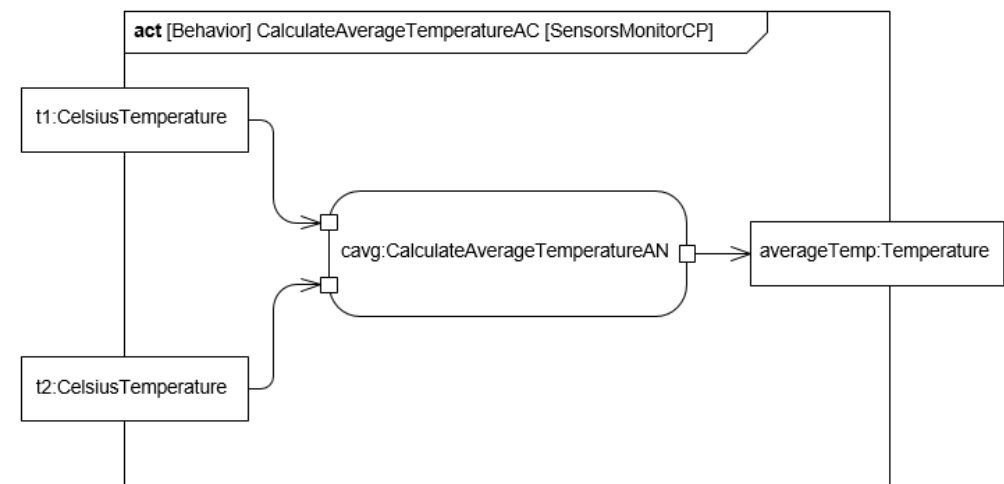 act [Behavior] CalculateAverageTemperatureAC [SensorsMonitorCP]
t1:CelsiusTemperature
cavg:CalculateAverageTemperatureAN
averageTemp:Temperature
t2:CelsiusTemperature